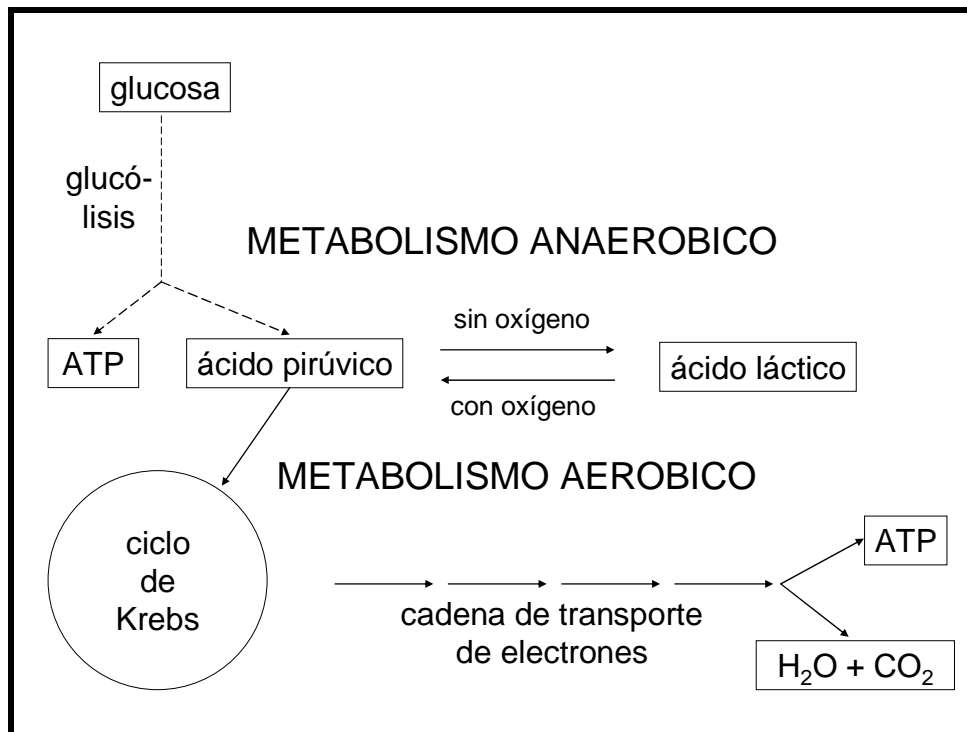 glucosa
glucó-
lisis
METABOLISMO ANAEROBICO
sin oxígeno
ATP
ácido pirúvico
ácido láctico
con oxígeno
METABOLISMO AEROBICO
ciclo
de
Krebs
ATP
cadena de transporte
de electrones
H₂O + CO₂